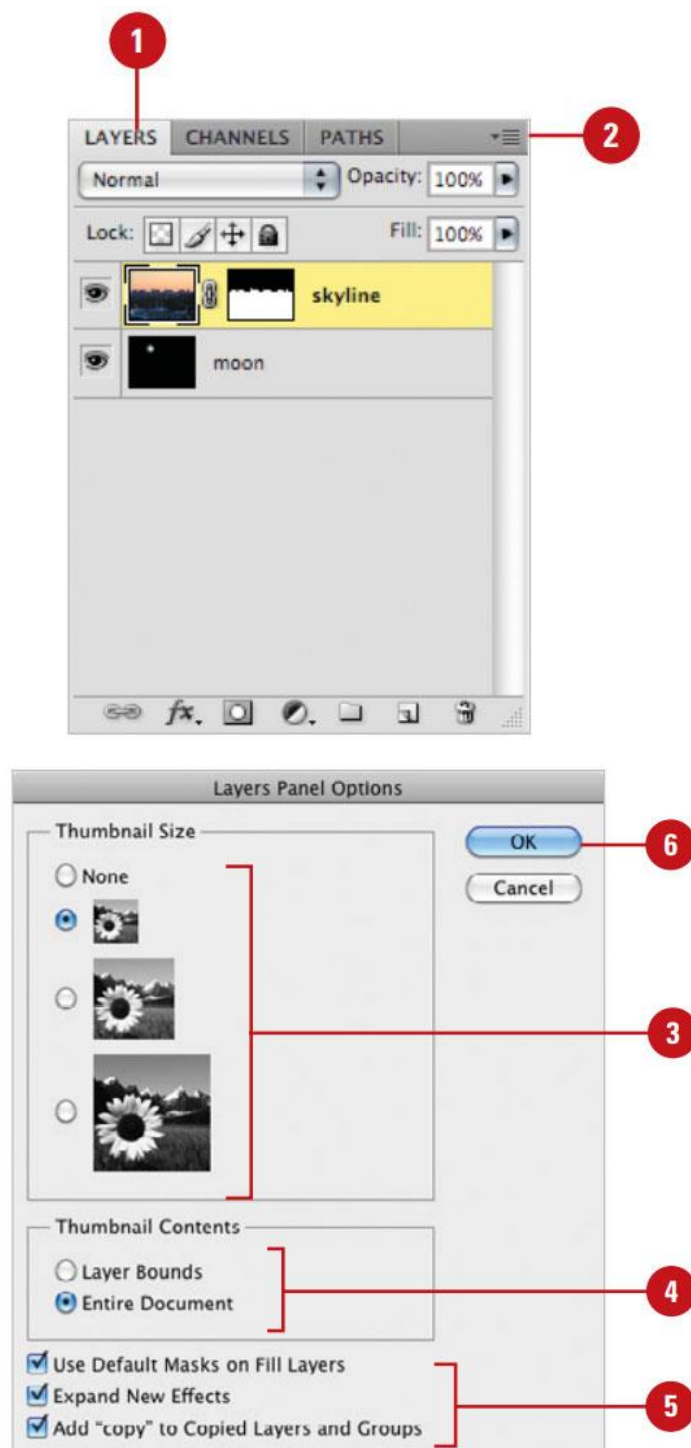 1
LAYERS CHANNELS PATHS
2
Normal Opacity: 100%
Lock: Fill: 100%
skyline
moon
fx.
Layers Panel Options
Thumbnail Size
OK
6
None
Cancel
3
Thumbnail Contents
Layer Bounds
4
Entire Document
Use Default Masks on Fill Layers
Expand New Effects
5
Add "copy" to Copied Layers and Groups